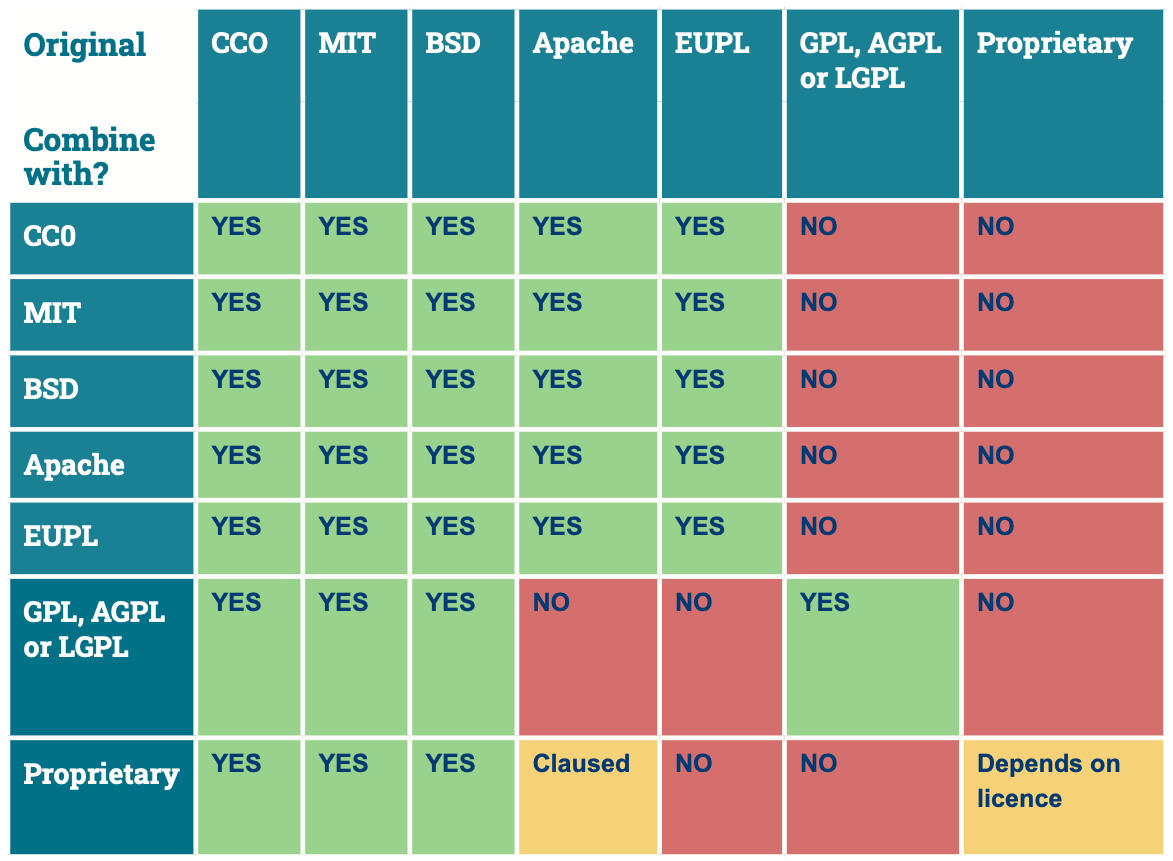 Original
CCO
MIT
BSD
Apache
EUPL
GPL, AGPL
or LGPL
Proprietary
Combine
with?
CC0
YES
YES
YES
YES
YES
NO
NO
MIT
YES
YES
YES
YES
YES
NO
NO
BSD
YES
YES
YES
YES
YES
NO
NO
Apache
YES
YES
YES
YES
YES
NO
NO
EUPL
YES
YES
YES
YES
YES
NO
NO
GPL, AGPL
or LGPL
YES
YES
YES
NO
NO
YES
NO
Proprietary
YES
YES
YES
Claused
NO
NO
Depends on
licence